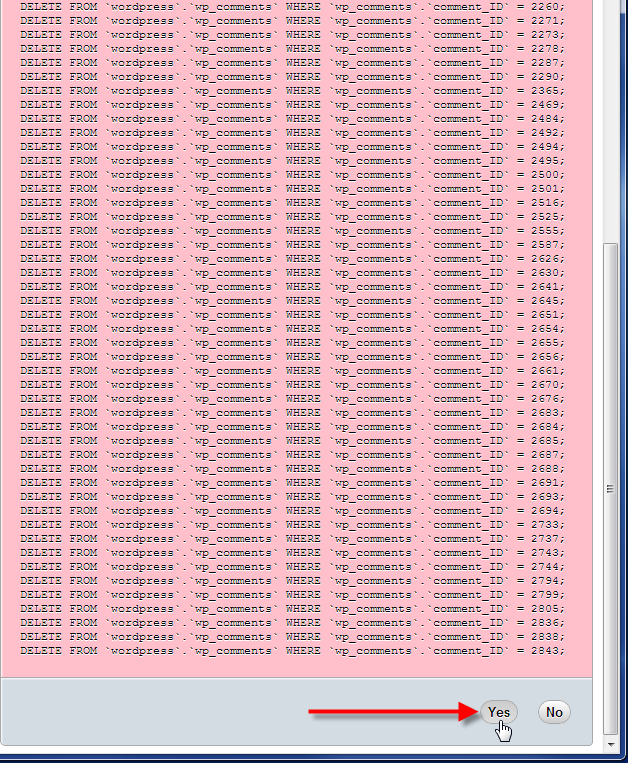 DELETE FROM `wordpress`.`wp_comments` WHERE `wp_comments`.`comment_ID` = 2260;
DELETE FROM `wordpress`.`wp_comments` WHERE `wp_comments`.`comment_ID` = 2271;
DELETE FROM `wordpress`.`wp_comments` WHERE `wp_comments`.`comment_ID` = 2273;
DELETE FROM `wordpress`.`wp_comments` WHERE `wp_comments`.`comment_ID` = 2278;
DELETE FROM `wordpress`.`wp_comments` WHERE `wp_comments`.`comment_ID` = 2287;
DELETE FROM `wordpress`.`wp_comments` WHERE `wp_comments`.`comment_ID` = 2290;
DELETE FROM `wordpress`.`wp_comments` WHERE `wp_comments`.`comment_ID` = 2365;
DELETE FROM `wordpress`.`wp_comments` WHERE `wp_comments`.`comment_ID` = 2469;
DELETE FROM `wordpress`.`wp_comments` WHERE `wp_comments`.`comment_ID` = 2484;
DELETE FROM `wordpress`.`wp_comments` WHERE `wp_comments`.`comment_ID` = 2492;
DELETE FROM `wordpress`.`wp_comments` WHERE `wp_comments`.`comment_ID` = 2494;
DELETE FROM `wordpress`.`wp_comments` WHERE `wp_comments`.`comment_ID` = 2495;
DELETE FROM `wordpress`.`wp_comments` WHERE `wp_comments`.`comment_ID` = 2500;
DELETE FROM `wordpress`.`wp_comments` WHERE `wp_comments`.`comment_ID` = 2501;
DELETE FROM `wordpress`.`wp_comments` WHERE `wp_comments`.`comment_ID` = 2516;
DELETE FROM `wordpress`.`wp_comments` WHERE `wp_comments`.`comment_ID` = 2525;
DELETE FROM `wordpress`.`wp_comments` WHERE `wp_comments`.`comment_ID` = 2555;
DELETE FROM `wordpress`.`wp_comments` WHERE `wp_comments`.`comment_ID` = 2587;
DELETE FROM `wordpress`.`wp_comments` WHERE `wp_comments`.`comment_ID` = 2626;
DELETE FROM `wordpress`.`wp_comments` WHERE `wp_comments`.`comment_ID` = 2630;
DELETE FROM `wordpress`.`wp_comments` WHERE `wp_comments`.`comment_ID` = 2641;
DELETE FROM `wordpress`.`wp_comments` WHERE `wp_comments`.`comment_ID` = 2645;
DELETE FROM `wordpress`.`wp_comments` WHERE `wp_comments`.`comment_ID` = 2651;
DELETE FROM `wordpress`.`wp_comments` WHERE `wp_comments`.`comment_ID` = 2654;
DELETE FROM `wordpress`.`wp_comments` WHERE `wp_comments`.`comment_ID` = 2655;
DELETE FROM `wordpress`.`wp_comments` WHERE `wp_comments`.`comment_ID` = 2656;
DELETE FROM `wordpress`.`wp_comments` WHERE `wp_comments`.`comment_ID` = 2661;
DELETE FROM `wordpress`.`wp_comments` WHERE `wp_comments`.`comment_ID` = 2670;
DELETE FROM `wordpress`.`wp_comments` WHERE `wp_comments`.`comment_ID` = 2676;
DELETE FROM `wordpress`.`wp_comments` WHERE `wp_comments`.`comment_ID` = 2683;
DELETE FROM `wordpress`.`wp_comments` WHERE `wp_comments`.`comment_ID` = 2684;
DELETE FROM `wordpress`.`wp_comments` WHERE `wp_comments`.`comment_ID` = 2685;
DELETE FROM `wordpress`.`wp_comments` WHERE `wp_comments`.`comment_ID` = 2687;
DELETE FROM `wordpress`.`wp_comments` WHERE `wp_comments`.`comment_ID` = 2688;
DELETE FROM `wordpress`.`wp_comments` WHERE `wp_comments`.`comment_ID` = 2691;
DELETE FROM `wordpress`.`wp_comments` WHERE `wp_comments`.`comment_ID` = 2693;
DELETE FROM `wordpress`.`wp_comments` WHERE `wp_comments`.`comment_ID` = 2694;
DELETE FROM `wordpress`.`wp_comments` WHERE `wp_comments`.`comment_ID` = 2733;
DELETE FROM `wordpress`.`wp_comments` WHERE `wp_comments`.`comment_ID` = 2737;
DELETE FROM `wordpress`.`wp_comments` WHERE `wp_comments`.`comment_ID` = 2743;
DELETE FROM `wordpress`.`wp_comments` WHERE `wp_comments`.`comment_ID` = 2744;
DELETE FROM `wordpress`.`wp_comments` WHERE `wp_comments`.`comment_ID` = 2794;
DELETE FROM `wordpress`.`wp_comments` WHERE `wp_comments`.`comment_ID` = 2799;
DELETE FROM `wordpress`.`wp_comments` WHERE `wp_comments`.`comment_ID` = 2805;
DELETE FROM `wordpress`.`wp_comments` WHERE `wp_comments`.`comment_ID` = 2836;
DELETE FROM `wordpress`.`wp_comments` WHERE `wp_comments`.`comment_ID` = 2838;
DELETE FROM `wordpress`.`wp_comments` WHERE `wp_comments`.`comment_ID` = 2843;
Yes No